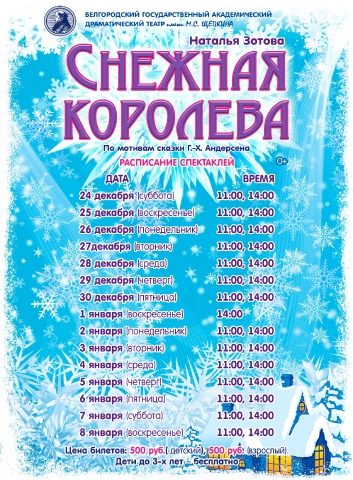 БЕЛГОРОДСКИЙ ГОСУДАРСТВЕННЫЙ АКАДЕМИЧЕСКИЙ
ДРАМАТИЧЕСКИЙ ТЕАТР имени М.С. ЩЕПКИНА
Наталья Зотова
СНЕЖНАЯ
КОРОЛЕВА
По мотивам сказки Г.-Х. Андерсена
РАСПИСАНИЕ СПЕКТАКЛЕЙ 0+
ДАТА ВРЕМЯ
24 декабря (суббота) 11:00, 14:00
25 декабря (воскресенье) 11:00, 14:00
26 декабря (понедельник) 11:00, 14:00
27декабря (вторник) 11:00, 14:00
28 декабря (среда) 11:00, 14:00
29 декабря (четверг) 11:00, 14:00
30 декабря (пятница) 11:00, 14:00
1 января (воскресенье) 14:00
2 января (понедельник) 11:00, 14:00
3 января (вторник) 11:00, 14:00
4 января (среда) 11:00, 14:00
5 января (четверг) 11:00, 14:00
6 января (пятница) 11:00, 14:00
7 января (суббота) 11:00, 14:00
8 января (воскресенье) 11:00, 14:00
Цена билетов: 500 руб.(детский), 500 руб. (взрослый)
Дети до 3-х лет – бесплатно